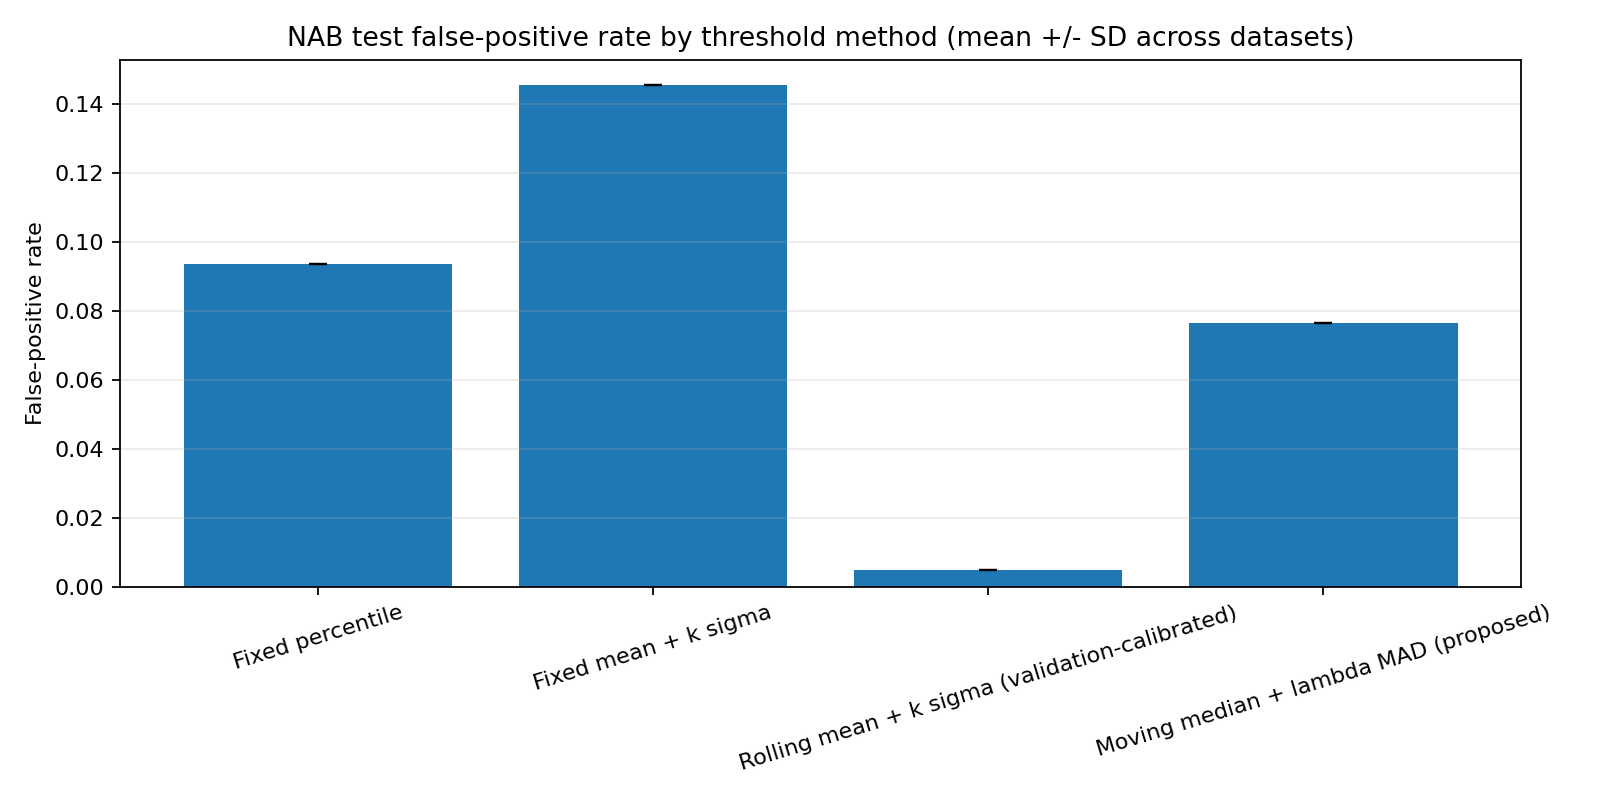 NAB test false-positive rate by threshold method (mean +/- SD across datasets)
False-positive rate
0.14
0.12
0.10
0.08
0.06
0.04
0.02
0.00
Fixed percentile
Fixed mean + k sigma
Rolling mean + k sigma (validation-calibrated)
Moving median + lambda MAD (proposed)